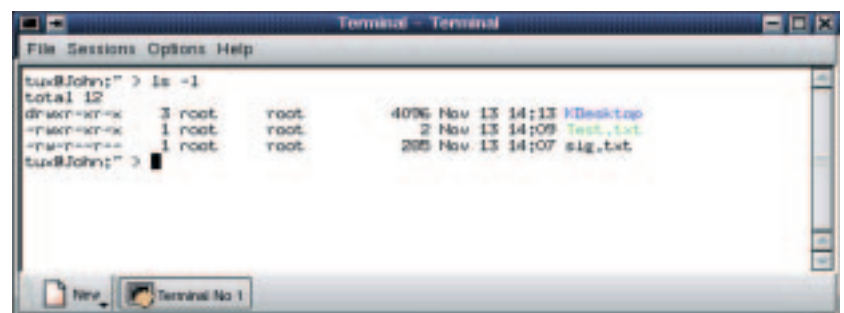 Terminal - Terminal
File Sessions Options Help
tux@John:~ > ls -l
total 12
drwxr-xr-x 3 root root 4096 Nov 13 14:13 KDesktop
-rwxr-xr-x 1 root root 2 Nov 13 14:09 Test.txt
-rw-r--r-- 1 root root 205 Nov 13 14:07 sig.txt
tux@John:~ >
New Terminal No 1